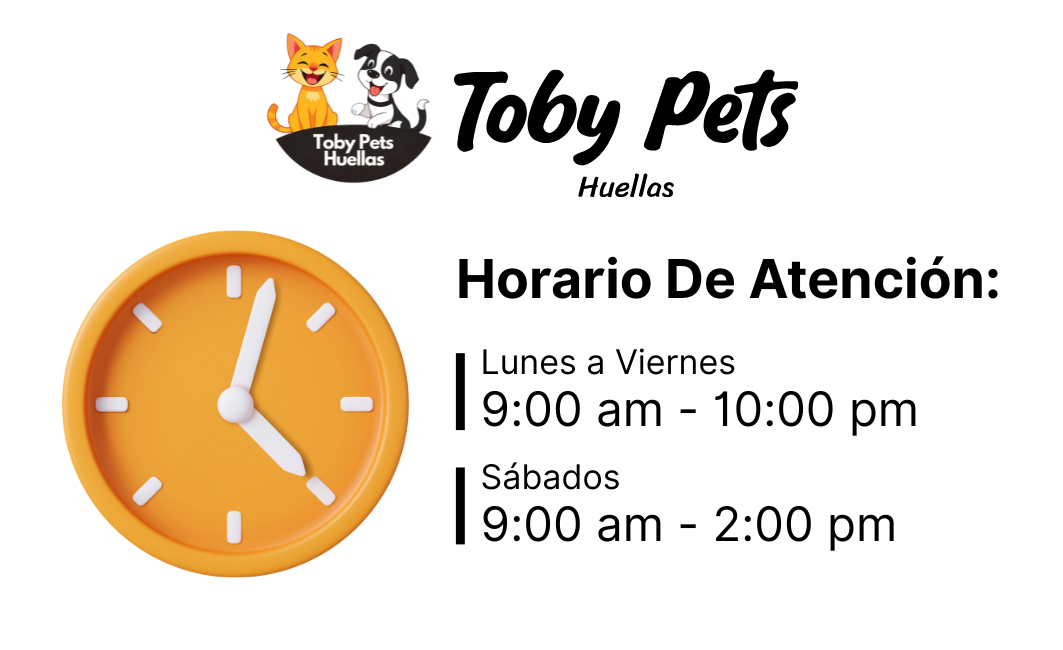 Toby Pets
Huellas
Toby Pets
Huellas
Horario De Atención:
Lunes a Viernes
9:00 am - 10:00 pm
Sábados
9:00 am - 2:00 pm